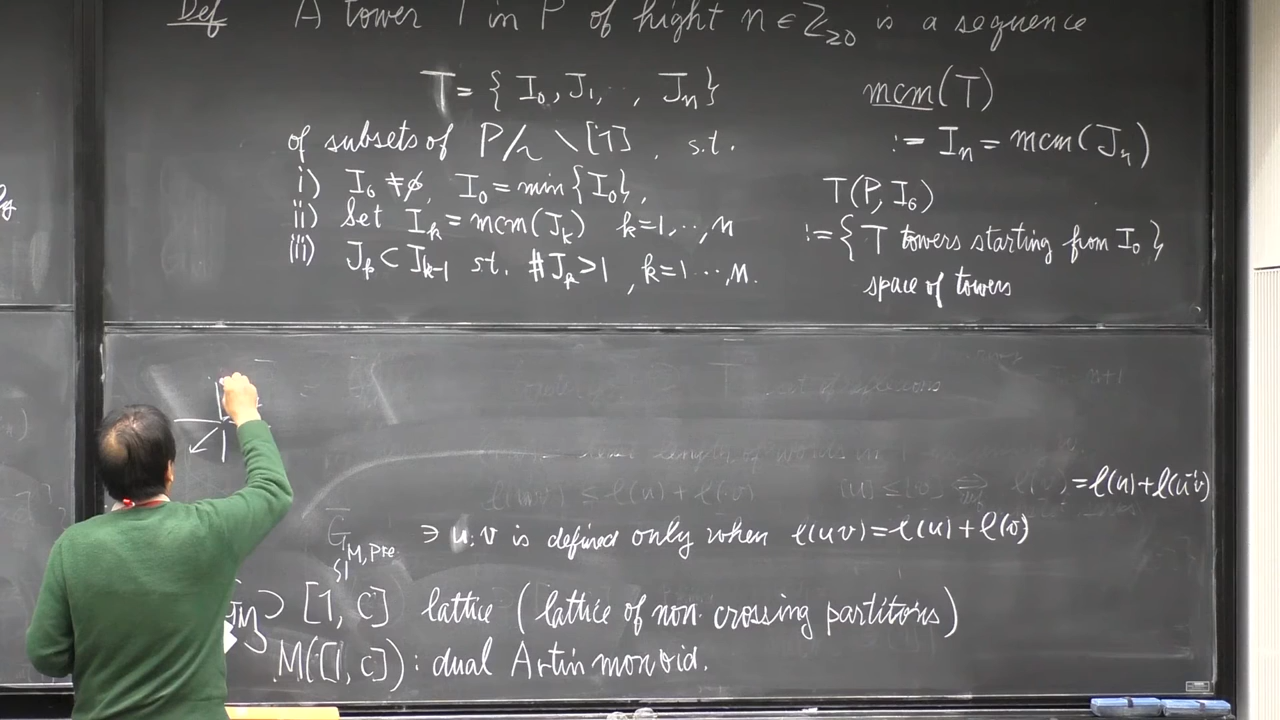 Def A tower T in P of hight n ∈ Z≥0 is a sequence
T = { I₀, J₁, ‥, Jₙ }
of subsets of P/~ \ [1] , s.t.
i) I₀ ≠ ∅, I₀ = min{I₀},
ii) Set I_k = mcm(J_k) k=1,‥,n
iii) J_k ⊂ I_{k-1} s.t. # J_k > 1 , k=1 ⋯, n.
mcm(T)
:= Iₙ = mcm(Jₙ)
T(P, I₀)
:= { T towers starting from I₀ }
space of towers
= ℓ(u)+ℓ(u⁻¹v)
G_{M,Pre} ∋ u,v is defined only when ℓ(uv)=ℓ(u)+ℓ(v)
⊃ [1, c] lattice ( lattice of non crossing partitions )
M([1,c]) : dual Artin monoid.